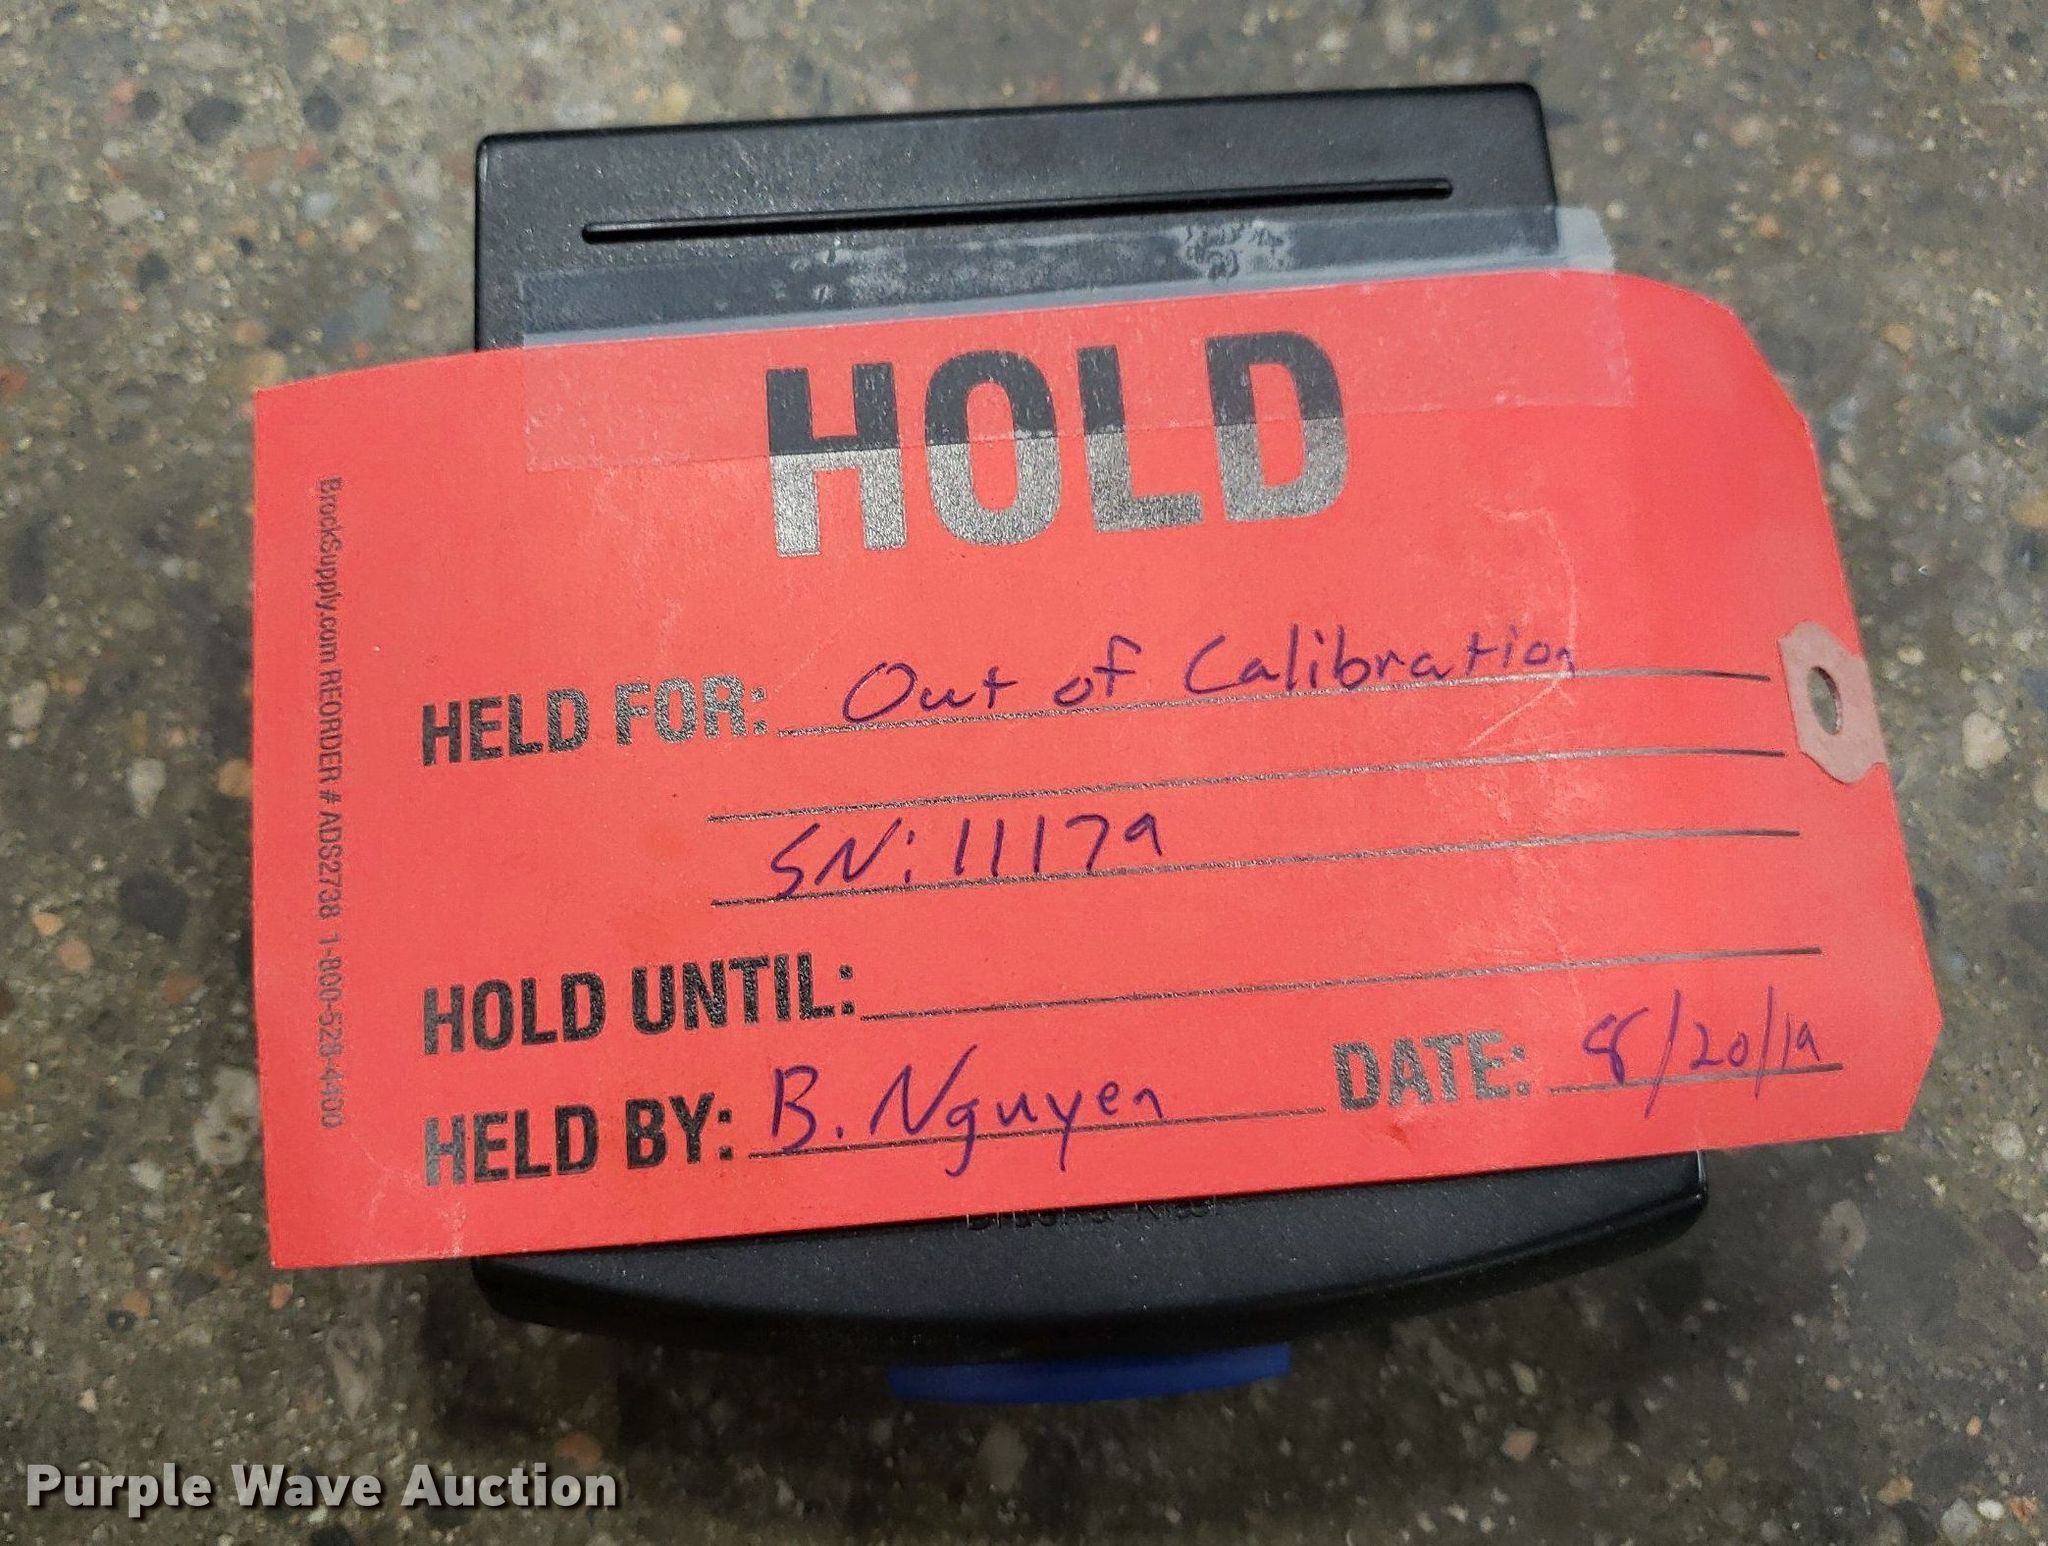 HOLD
HELD FOR: Out of Calibration
SN: 11179
HOLD UNTIL:
HELD BY: B. Nguyen DATE: 8/20/19
BrockSupply.com REORDER # ADS2738 1-800-528-4400
Purple Wave Auction